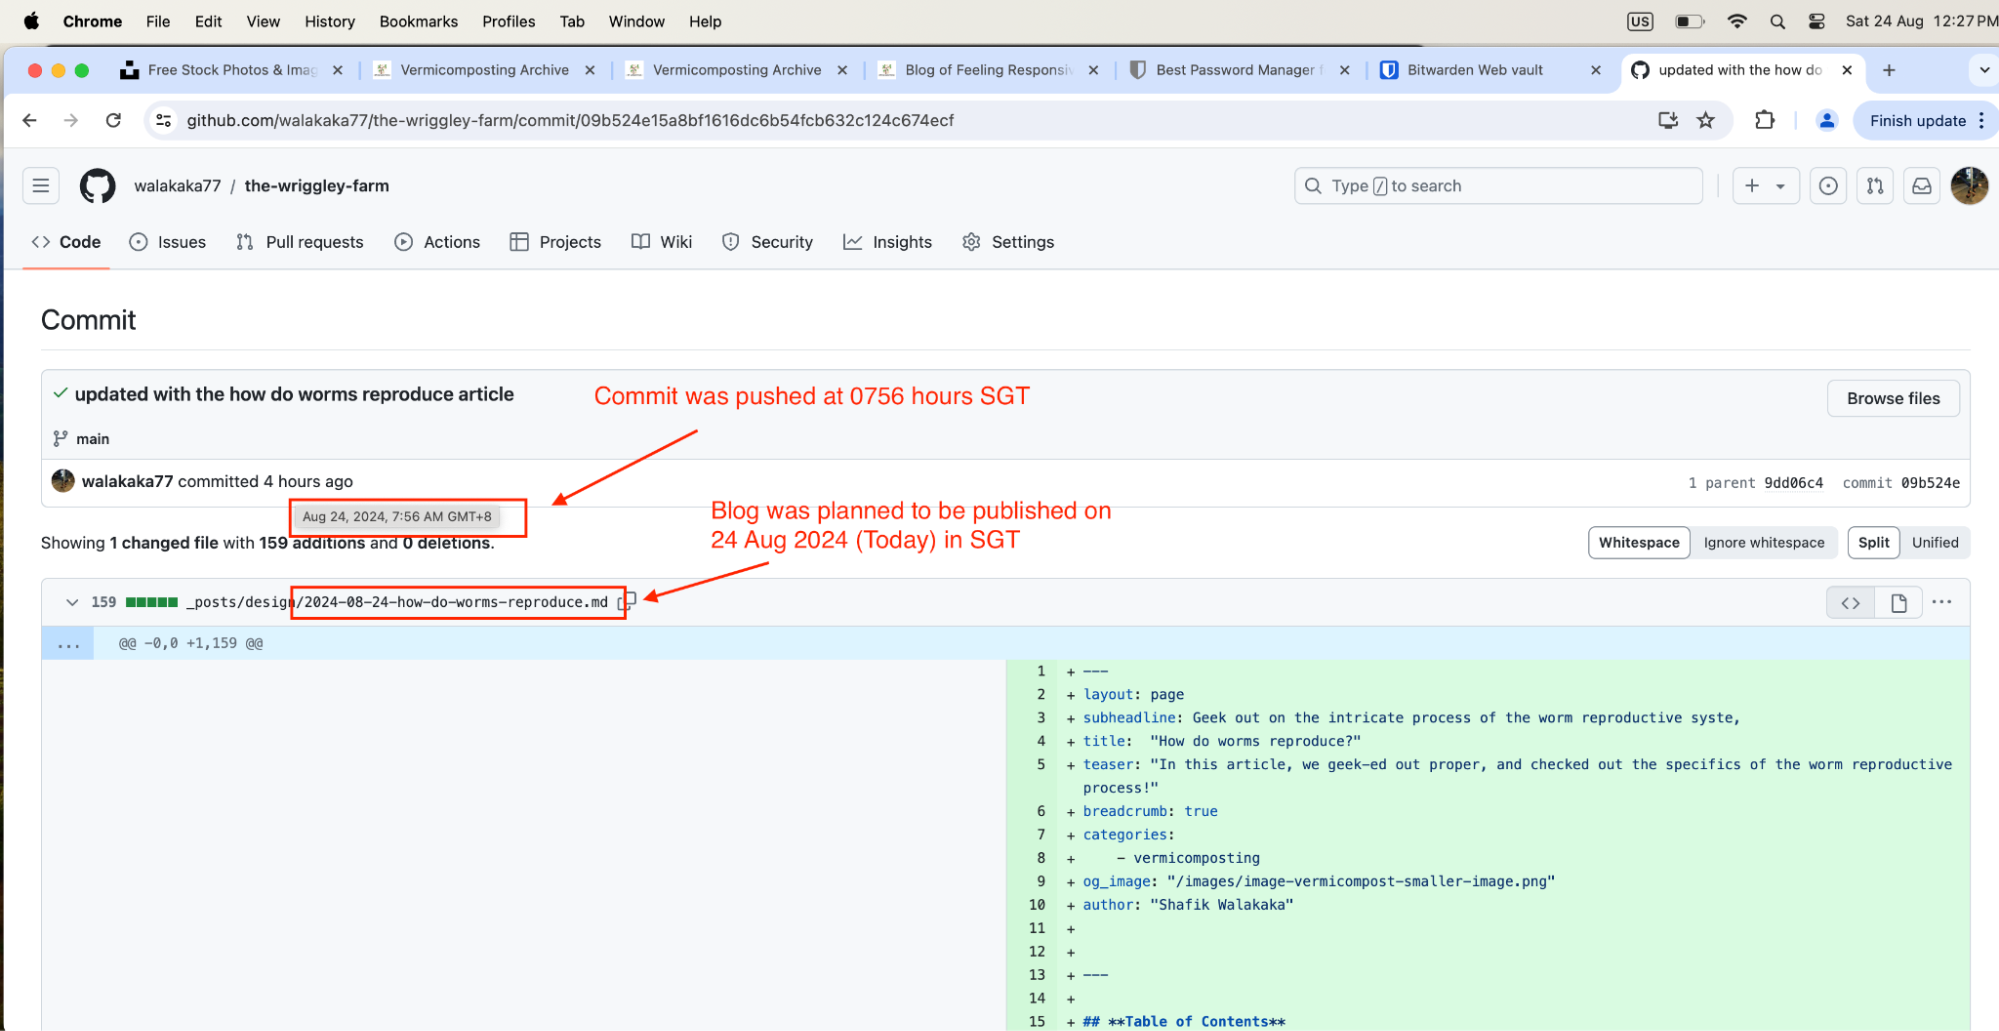 Chrome File Edit View History Bookmarks Profiles Tab Window Help US Sat 24 Aug 12:27PM
Free Stock Photos & Imag Vermicomposting Archive Vermicomposting Archive Blog of Feeling Responsiv Best Password Manager f Bitwarden Web vault updated with the how do
github.com/walakaka77/the-wriggley-farm/commit/09b524e15a8bf1616dc6b54fcb632c124c674ecf Finish update
walakaka77 / the-wriggley-farm Type / to search
Code Issues Pull requests Actions Projects Wiki Security Insights Settings
Commit
updated with the how do worms reproduce article
Commit was pushed at 0756 hours SGT
Browse files
main
walakaka77 committed 4 hours ago
1 parent 9dd06c4 commit 09b524e
Aug 24, 2024, 7:56 AM GMT+8
Blog was planned to be published on
24 Aug 2024 (Today) in SGT
Showing 1 changed file with 159 additions and 0 deletions.
Whitespace Ignore whitespace Split Unified
159 _posts/design/2024-08-24-how-do-worms-reproduce.md
... @@ -0,0 +1,159 @@
1 + ---
2 + layout: page
3 + subheadline: Geek out on the intricate process of the worm reproductive syste,
4 + title:  "How do worms reproduce?"
5 + teaser: "In this article, we geek-ed out proper, and checked out the specifics of the worm reproductive
process!"
6 + breadcrumb: true
7 + categories:
8 +     - vermicomposting
9 + og_image: "/images/image-vermicompost-smaller-image.png"
10 + author: "Shafik Walakaka"
11 +
12 +
13 + ---
14 +
15 + ## **Table of Contents**